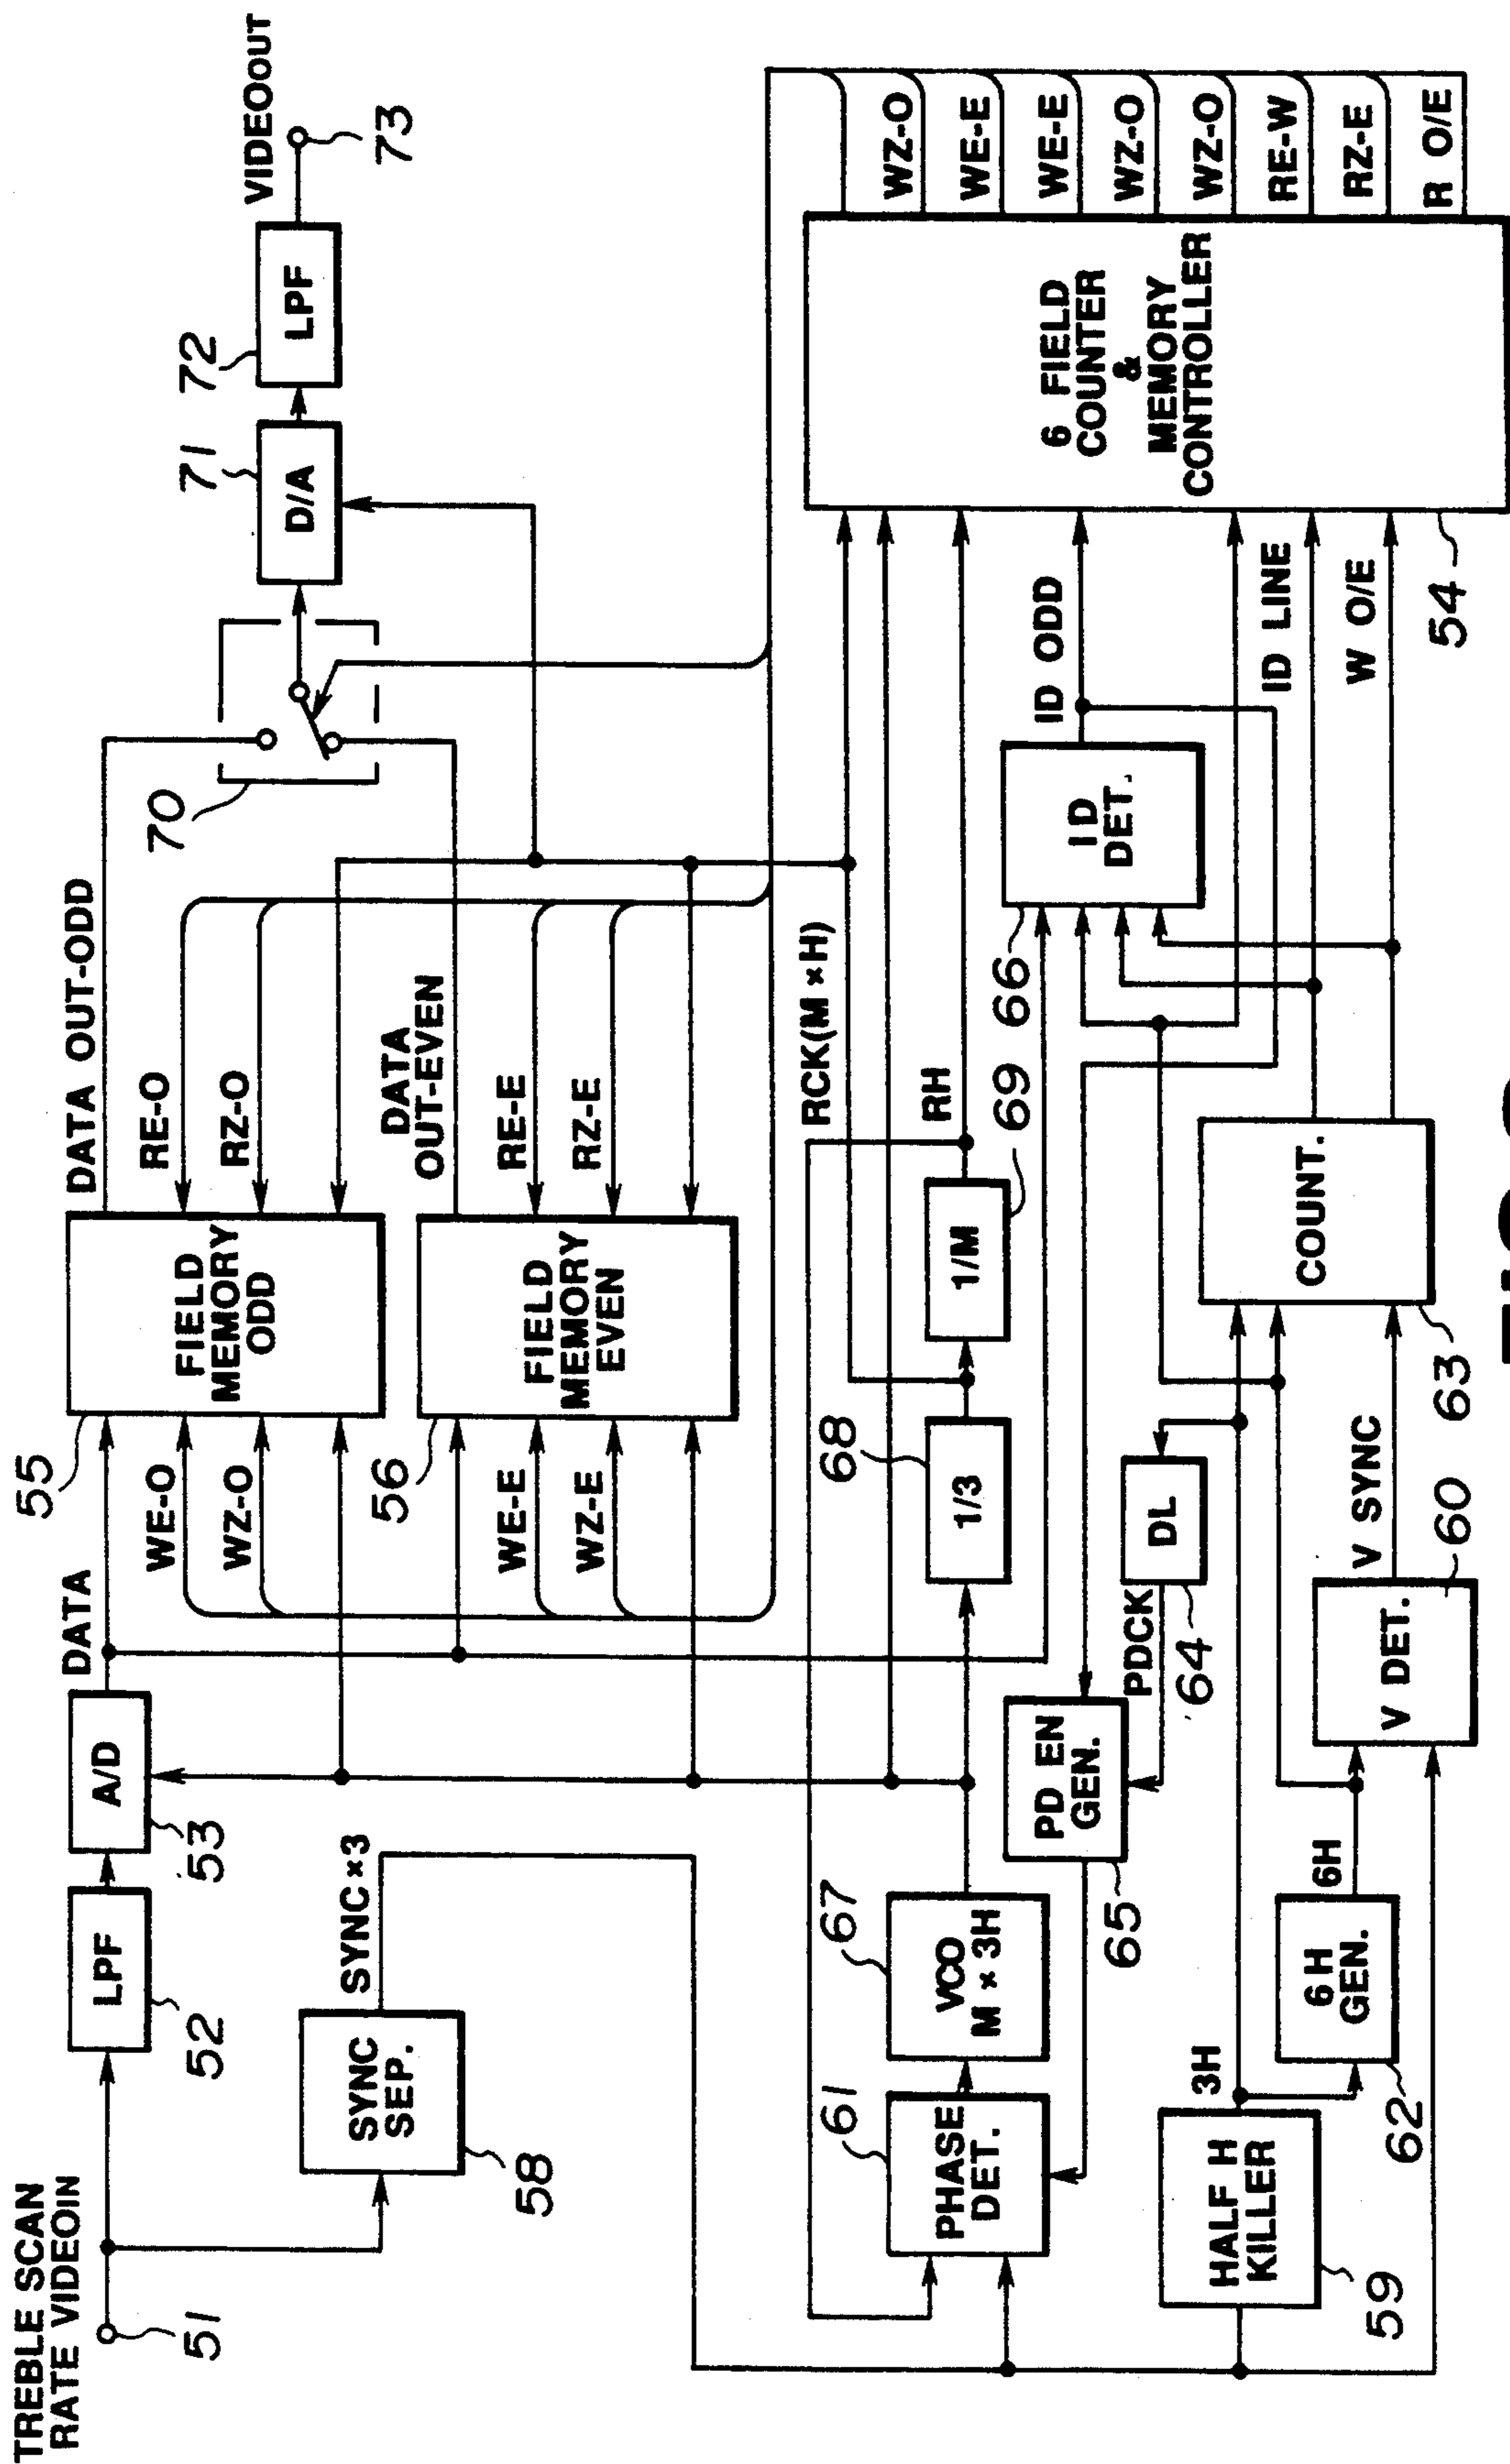 TREBLE SCAN
RATE VIDEOIN
51
LPF
52
A/D
53
DATA
SYNC
SEP.
58
SYNC×3
55
FIELD
MEMORY
ODD
WE-O
WZ-O
DATA OUT-ODD
RE-O
RZ-O
56
FIELD
MEMORY
EVEN
WE-E
WZ-E
DATA
OUT-EVEN
RE-E
RZ-E
70
71
D/A
72
LPF
VIDEOOUT
73
61
PHASE
DET.
67
VCO
M × 3H
68
1/3
1/M
69
RCK(M × H)
RH
PD EN
GEN.
65
PDCK
DL
64
66
ID
DET.
ID ODD
HALF H
KILLER
59
3H
6H
GEN.
62
6H
V DET.
60
V SYNC
COUNT.
63
ID LINE
W O/E
6 FIELD
COUNTER
&
MEMORY
CONTROLLER
54
WZ-O
WE-E
WE-E
WZ-O
WZ-O
RE-W
RZ-E
R O/E